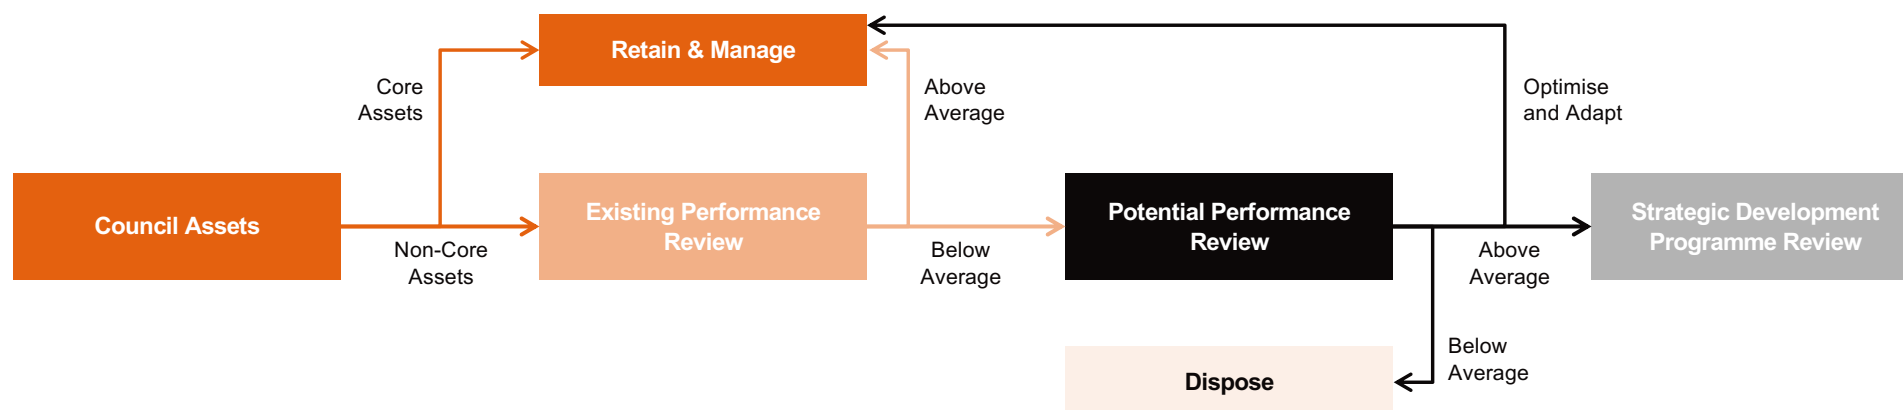 Retain & Manage
Core
Assets
Above
Average
Optimise
and Adapt
Council Assets
Non-Core
Assets
Existing Performance
Review
Below
Average
Potential Performance
Review
Above
Average
Strategic Development
Programme Review
Below
Average
Dispose